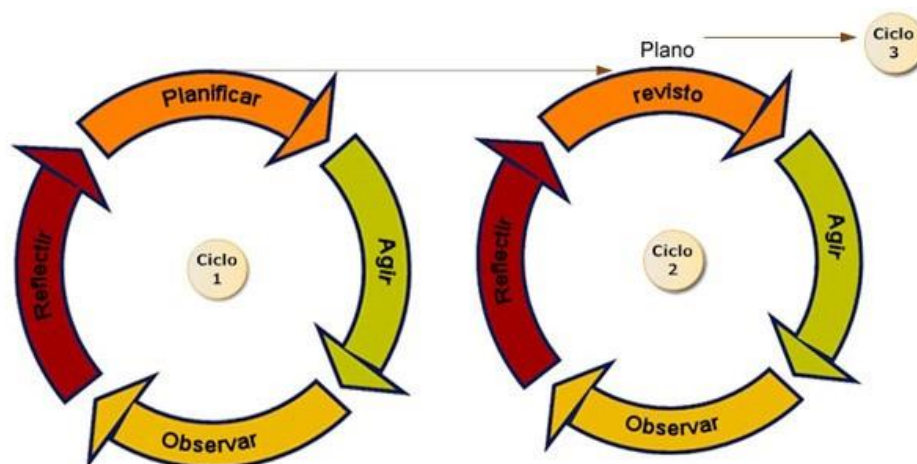 Planificar
Agir
Observar
Reflectir
Ciclo
1
Plano
revisto
Agir
Observar
Reflectir
Ciclo
2
Ciclo
3